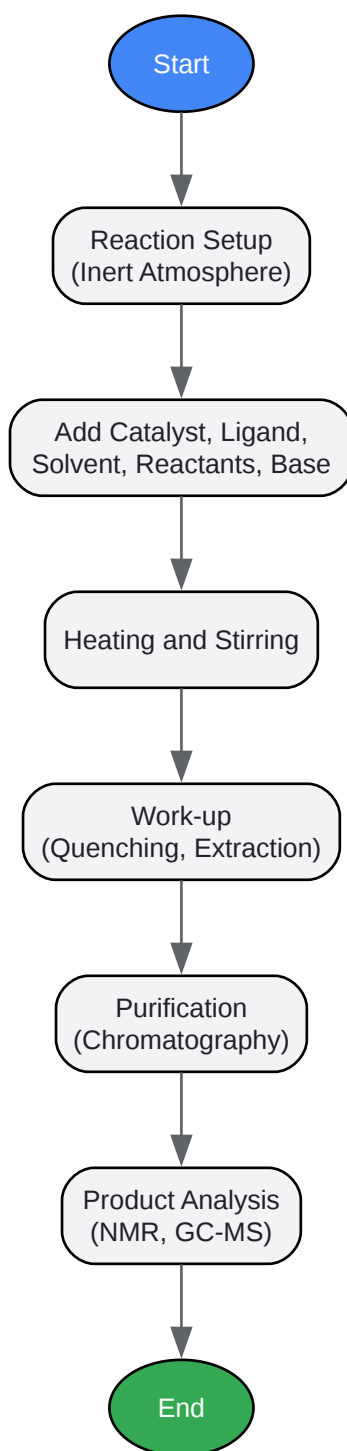 Start
Reaction Setup
(Inert Atmosphere)
Add Catalyst, Ligand,
Solvent, Reactants, Base
Heating and Stirring
Work-up
(Quenching, Extraction)
Purification
(Chromatography)
Product Analysis
(NMR, GC-MS)
End